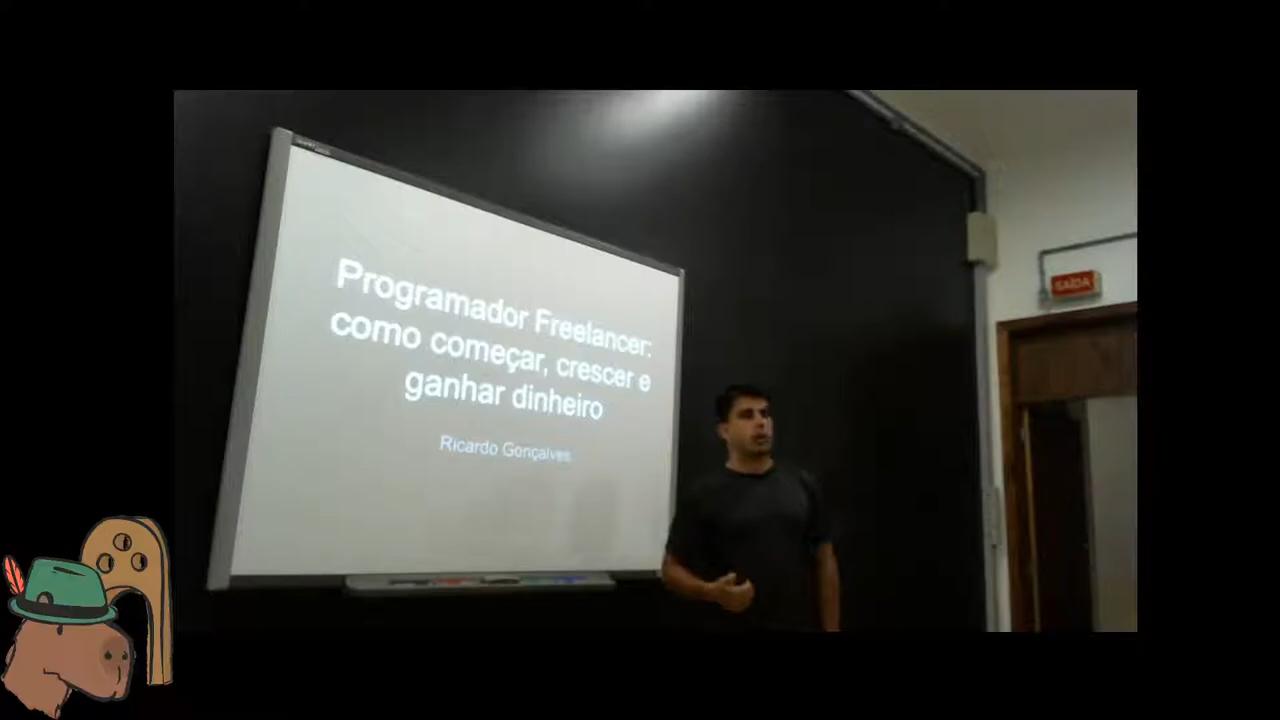 Programador Freelancer:
como começar, crescer e
ganhar dinheiro
Ricardo Gonçalves
SAÍDA